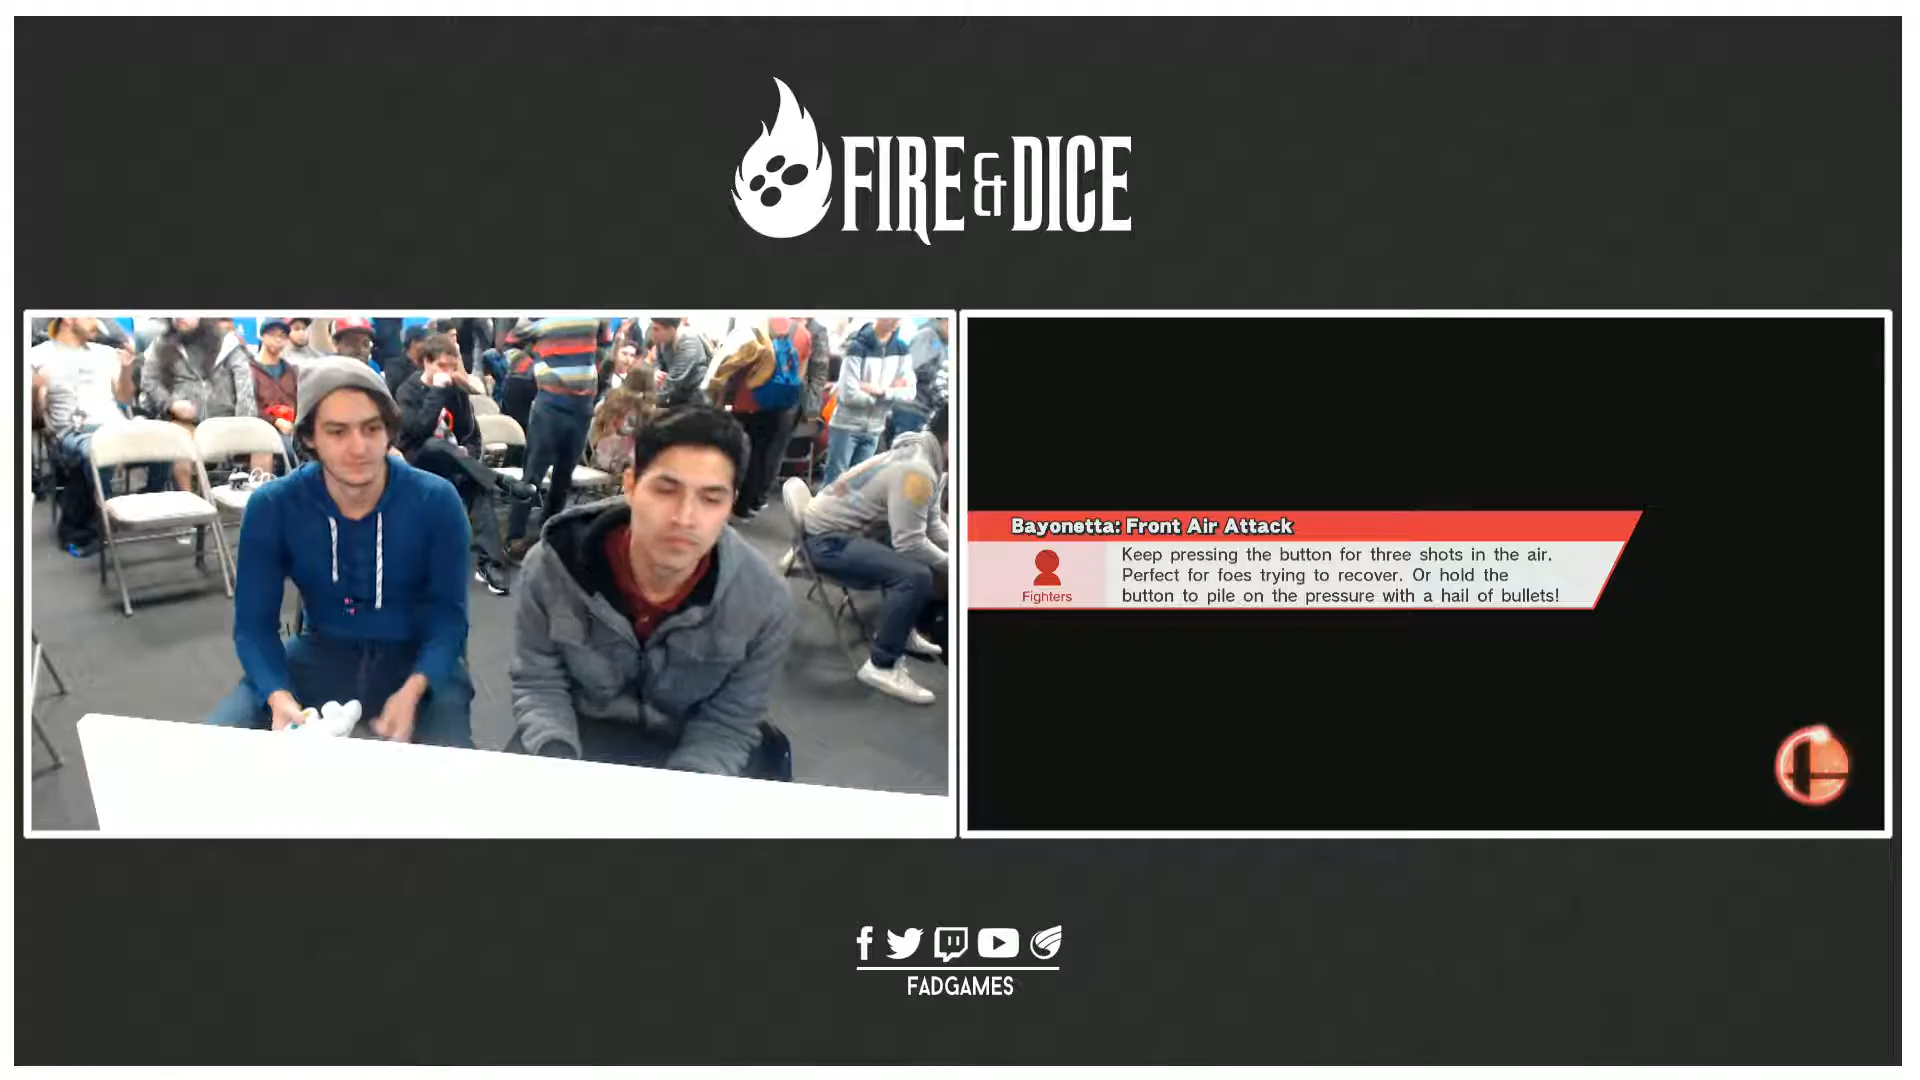 FIRE & DICE
Bayonetta: Front Air Attack
Keep pressing the button for three shots in the air.
Perfect for foes trying to recover. Or hold the
button to pile on the pressure with a hail of bullets!
Fighters
FADGAMES